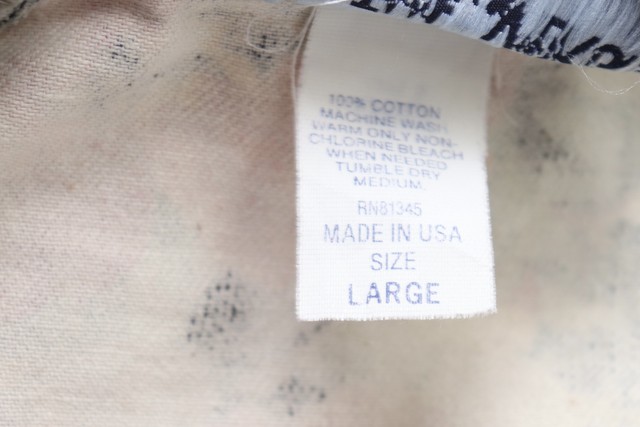 100% COTTON
MACHINE WASH
WARM ONLY NON-
CHLORINE BLEACH
WHEN NEEDED
TUMBLE DRY
MEDIUM.
RN81345
MADE IN USA
SIZE
LARGE